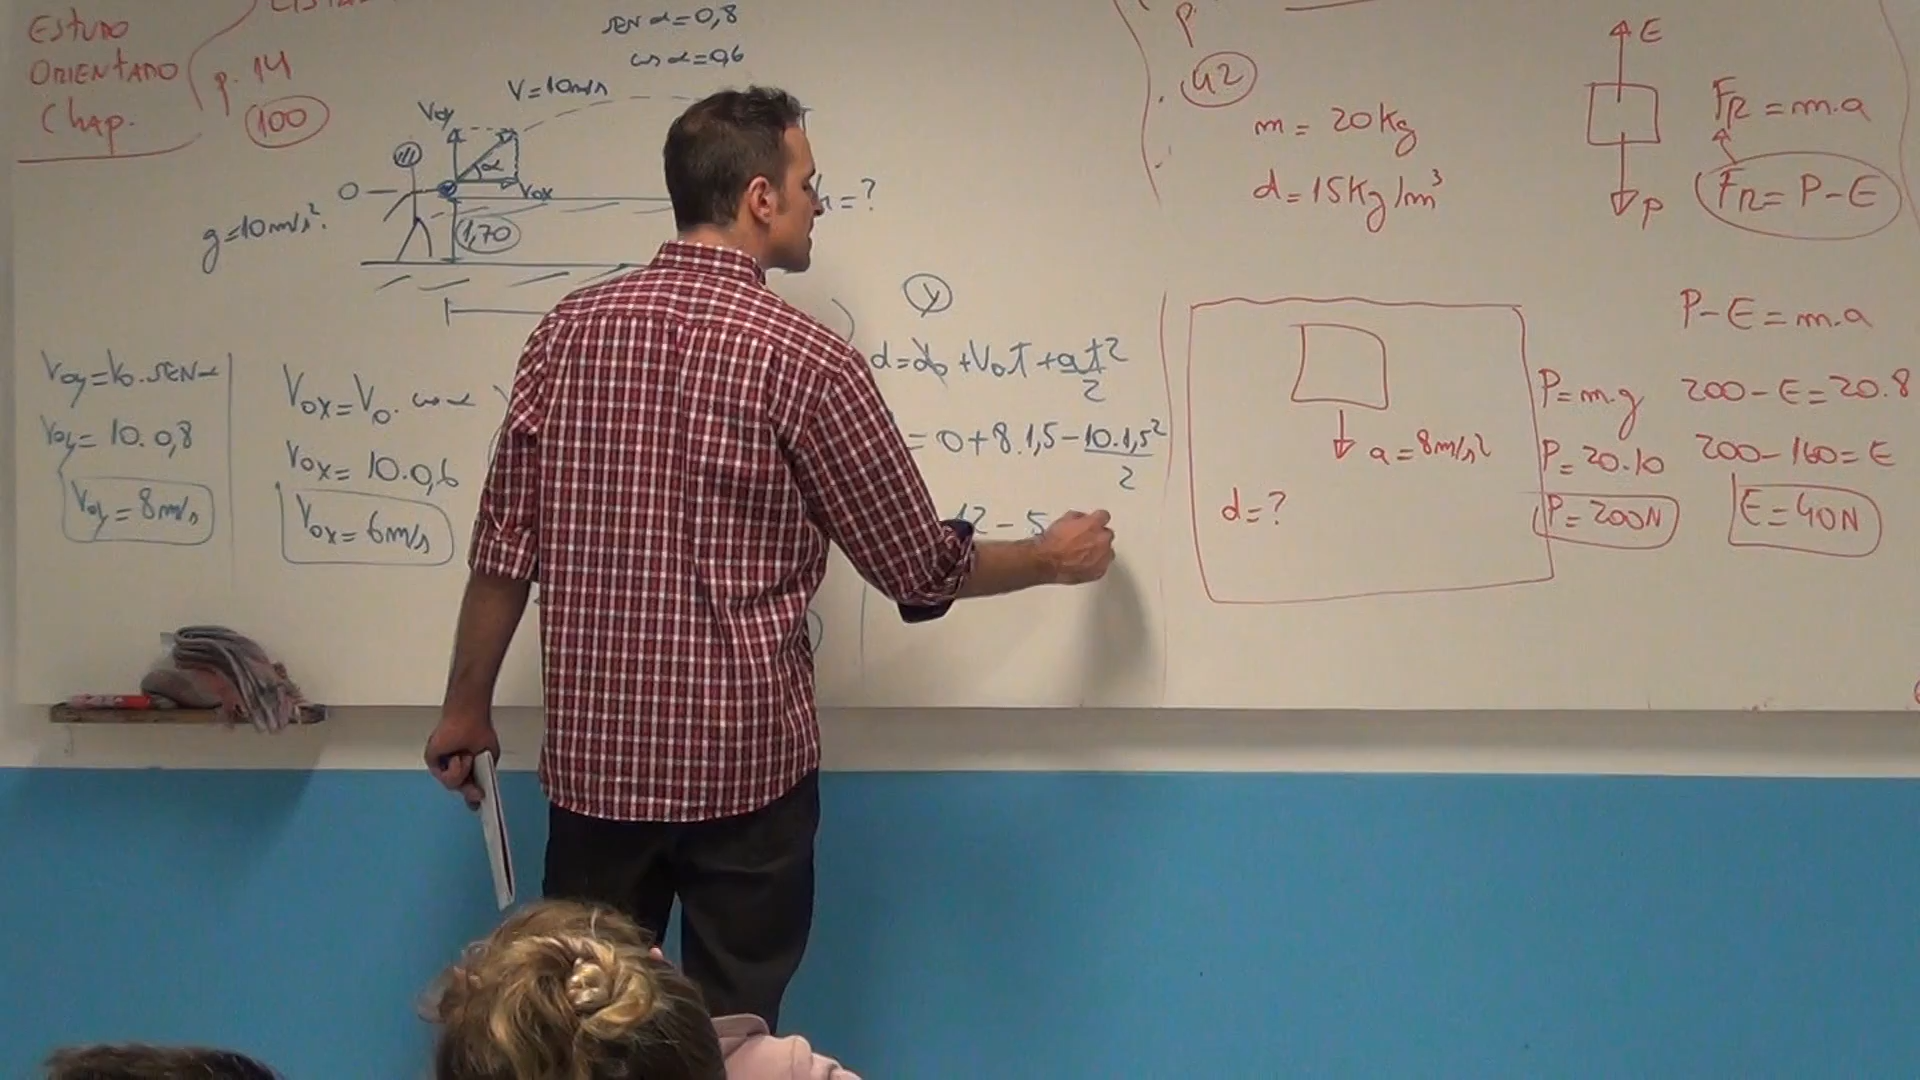 ESTUDO
ORIENTADO
Chap.
p. 14
100
SEN α = 0,8
cos α = 0,6
V = 10m/s
Voy
α
Vox
1,70
g = 10m/s²
h = ?
Voy = Vo . SEN α
Voy = 10 . 0,8
Voy = 8m/s
Vox = Vo . cos α
Vox = 10 . 0,6
Vox = 6m/s
y
d = do + Vot + at²/2
= 0 + 8 . 1,5 - 10 . 1,5²/2
12 - 5
P
42
m = 20Kg
d = 15Kg/m³
E
P
FR = m.a
FR = P - E
a = 8m/s²
d = ?
P = m.g
P = 20.10
P = 200N
P - E = m.a
200 - E = 20.8
200 - 160 = E
E = 40N